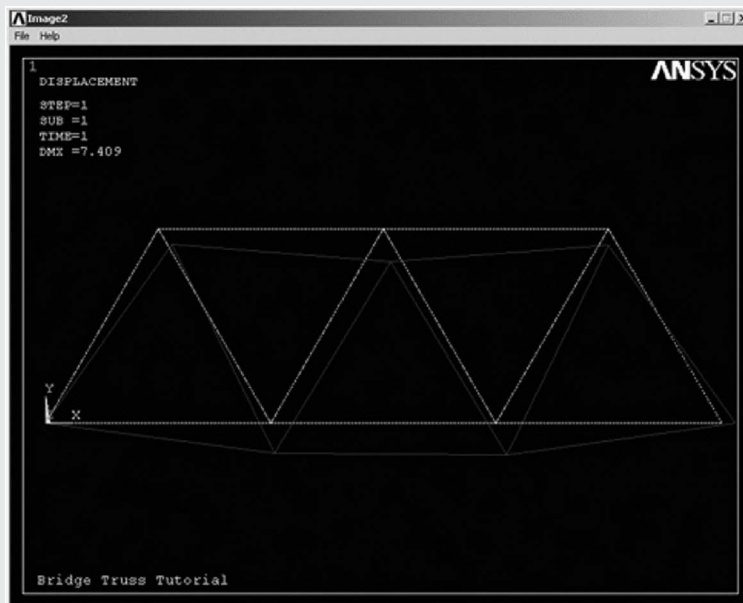 Image2
File Help
1
ANSYS
DISPLACEMENT
STEP=1
SUB =1
TIME=1
DMX =7.409
Y
X
Bridge Truss Tutorial